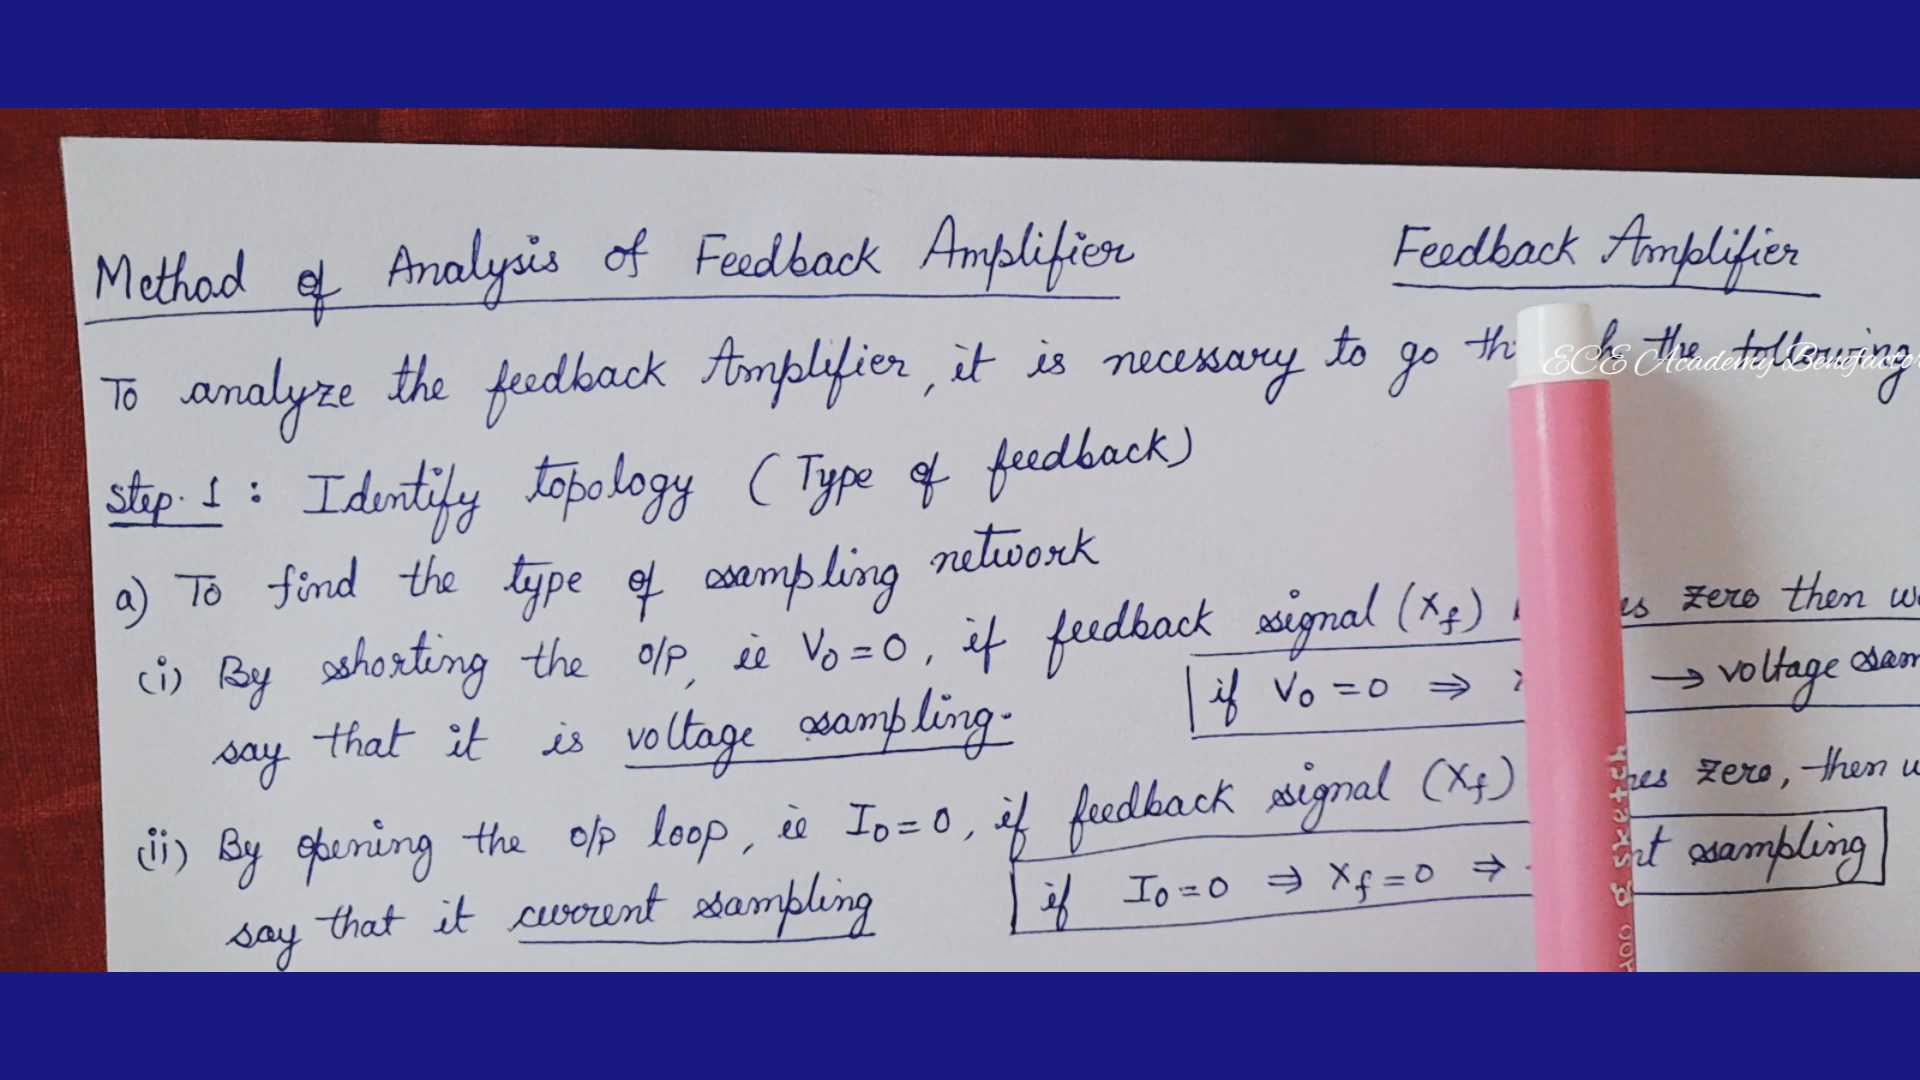 Method of Analysis of Feedback Amplifier
Feedback Amplifier
To analyze the feedback Amplifier, it is necessary to go the following
ECE Academy Benefactor
Step. 1 : Identify topology (Type of feedback)
a) To find the type of sampling network
(i) By shorting the o/p, ie V₀ = 0, if feedback signal (Xf) zero then
say that it is voltage sampling.
if V₀ = 0 ⇒ → voltage
(ii) By opening the o/p loop, ie I₀ = 0, if feedback signal (Xf) zero, then
say that it current sampling
if I₀ = 0 ⇒ Xf = 0 ⇒ sampling
sketch